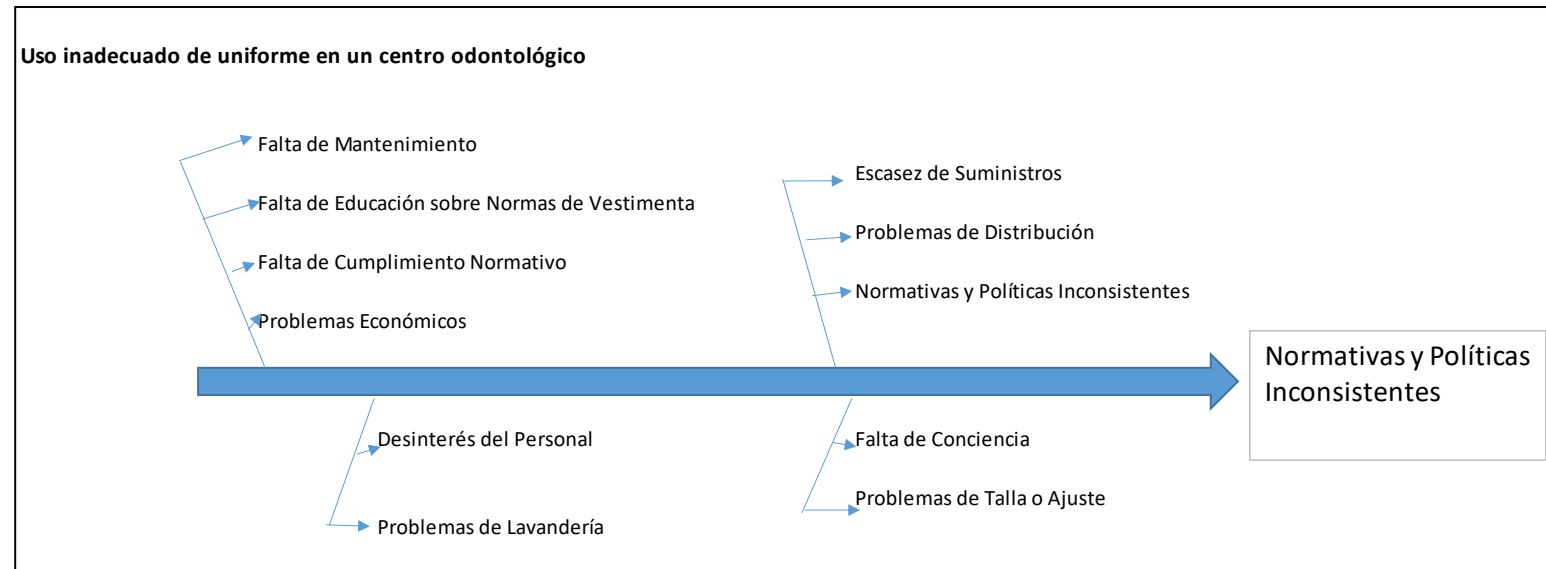 Uso inadecuado de uniforme en un centro odontológico
Falta de Mantenimiento
Falta de Educación sobre Normas de Vestimenta
Falta de Cumplimiento Normativo
Problemas Económicos
Escasez de Suministros
Problemas de Distribución
Normativas y Políticas Inconsistentes
Normativas y Políticas
Inconsistentes
Desinterés del Personal
Problemas de Lavandería
Falta de Conciencia
Problemas de Talla o Ajuste